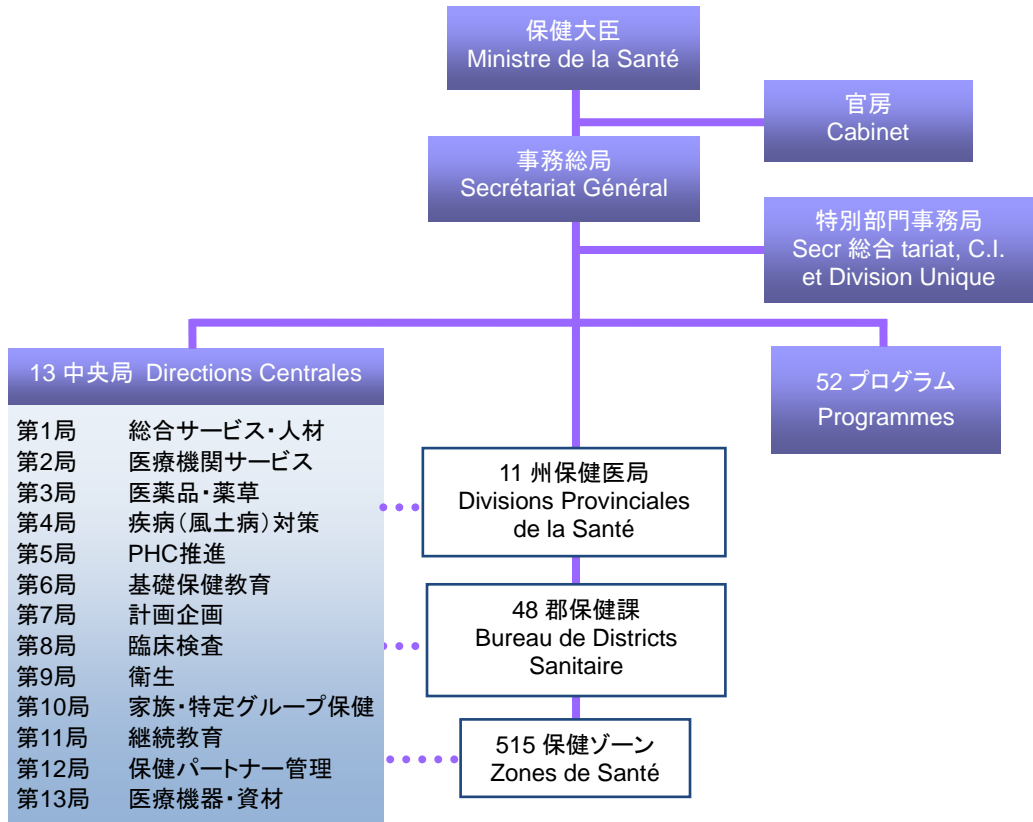 保健大臣
Ministre de la Santé
官房
Cabinet
事務総局
Secrétariat Général
特別部門事務局
Secr 総合 tariat, C.I.
et Division Unique
13 中央局 Directions Centrales
第1局 総合サービス・人材
第2局 医療機関サービス
第3局 医薬品・薬草
第4局 疾病(風土病)対策
第5局 PHC推進
第6局 基礎保健教育
第7局 計画企画
第8局 臨床検査
第9局 衛生
第10局 家族・特定グループ保健
第11局 継続教育
第12局 保健パートナー管理
第13局 医療機器・資材
52 プログラム
Programmes
11 州保健医局
Divisions Provinciales
de la Santé
48 郡保健課
Bureau de Districts
Sanitaire
515 保健ゾーン
Zones de Santé